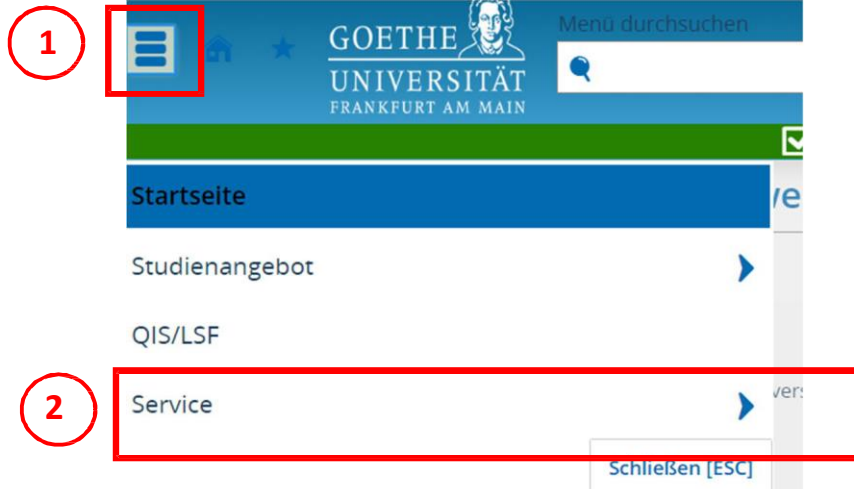 1
GOETHE
UNIVERSITÄT
FRANKFURT AM MAIN
Menü durchsuchen
Startseite
Studienangebot
QIS/LSF
2
Service
Schließen [ESC]